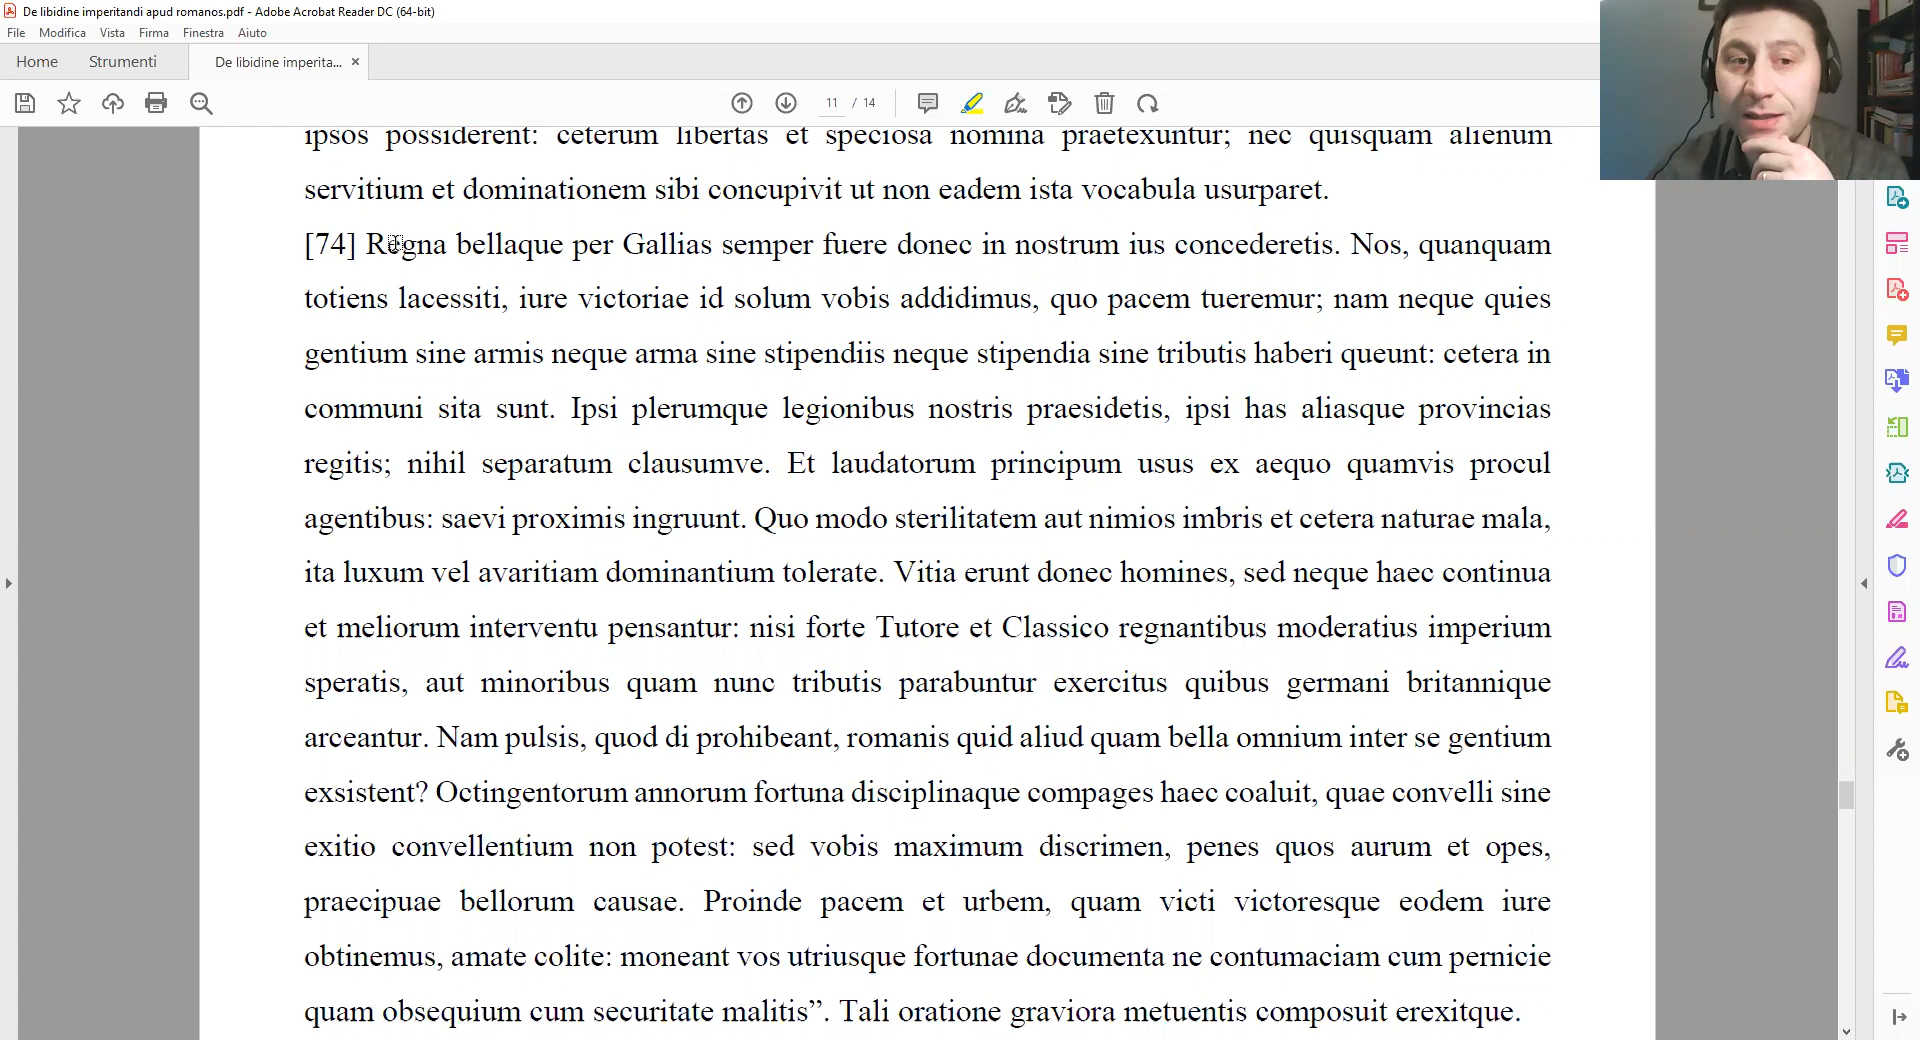 De libidine imperitandi apud romanos.pdf - Adobe Acrobat Reader DC (64-bit)
File Modifica Vista Firma Finestra Aiuto
Home Strumenti De libidine imperita... ×
11 / 14
ipsos possiderent: ceterum libertas et speciosa nomina praetexuntur; nec quisquam alienum
servitium et dominationem sibi concupivit ut non eadem ista vocabula usurparet.
[74] Regna bellaque per Gallias semper fuere donec in nostrum ius concederetis. Nos, quanquam
totiens lacessiti, iure victoriae id solum vobis addidimus, quo pacem tueremur; nam neque quies
gentium sine armis neque arma sine stipendiis neque stipendia sine tributis haberi queunt: cetera in
communi sita sunt. Ipsi plerumque legionibus nostris praesidetis, ipsi has aliasque provincias
regitis; nihil separatum clausumve. Et laudatorum principum usus ex aequo quamvis procul
agentibus: saevi proximis ingruunt. Quo modo sterilitatem aut nimios imbris et cetera naturae mala,
ita luxum vel avaritiam dominantium tolerate. Vitia erunt donec homines, sed neque haec continua
et meliorum interventu pensantur: nisi forte Tutore et Classico regnantibus moderatius imperium
speratis, aut minoribus quam nunc tributis parabuntur exercitus quibus germani britannique
arceantur. Nam pulsis, quod di prohibeant, romanis quid aliud quam bella omnium inter se gentium
exsistent? Octingentorum annorum fortuna disciplinaque compages haec coaluit, quae convelli sine
exitio convellentium non potest: sed vobis maximum discrimen, penes quos aurum et opes,
praecipuae bellorum causae. Proinde pacem et urbem, quam victi victoresque eodem iure
obtinemus, amate colite: moneant vos utriusque fortunae documenta ne contumaciam cum pernicie
quam obsequium cum securitate malitis”. Tali oratione graviora metuentis composuit erexitque.